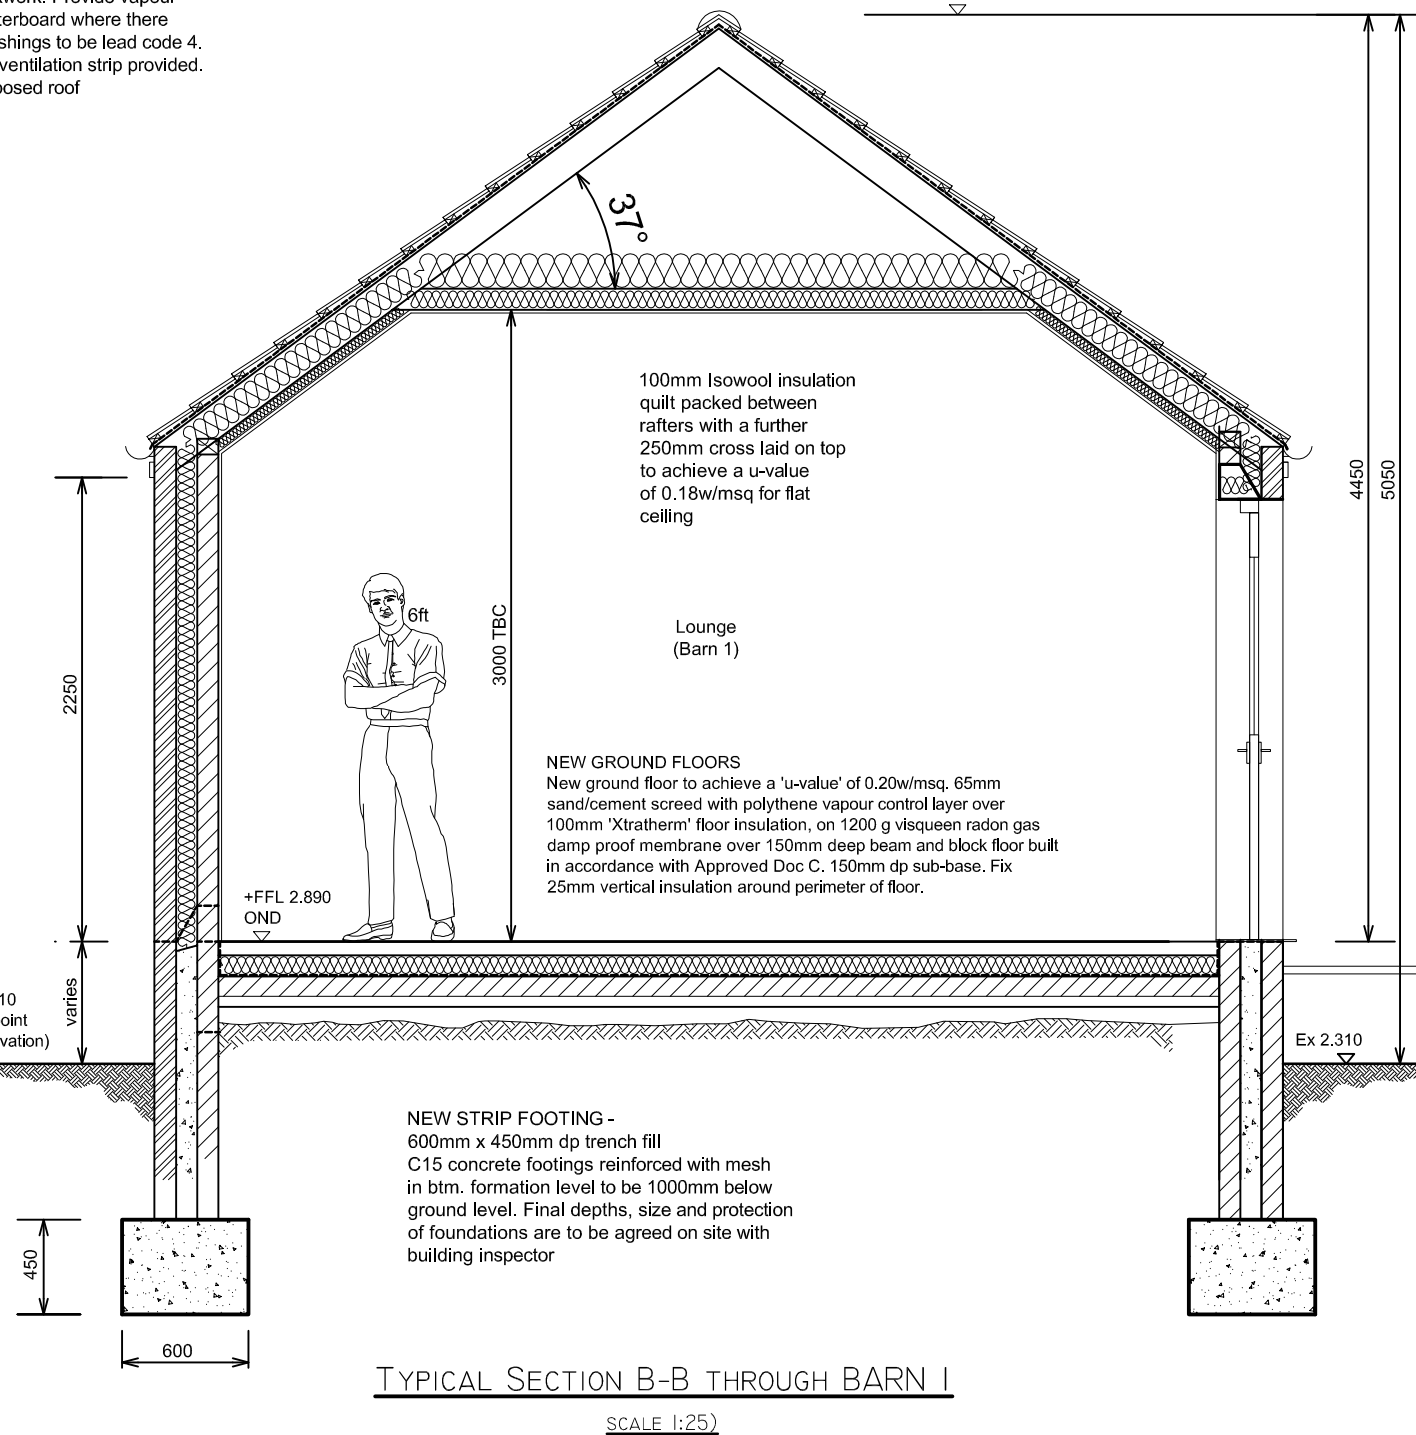 shings to be lead code 4.
ventilation strip provided.
roof
37°
100mm Isowool insulation
quilt packed between
rafters with a further
250mm cross laid on top
to achieve a u-value
of 0.18w/msq for flat
ceiling
4450
5050
2250
6ft
3000 TBC
Lounge
(Barn 1)
NEW GROUND FLOORS
New ground floor to achieve a 'u-value' of 0.20w/msq. 65mm
sand/cement screed with polythene vapour control layer over
100mm 'Xtratherm' floor insulation, on 1200 g visqueen radon gas
damp proof membrane over 150mm deep beam and block floor built
in accordance with Approved Doc C. 150mm dp sub-base. Fix
25mm vertical insulation around perimeter of floor.
+FFL 2.890
OND
varies
10
oint
vation)
Ex 2.310
NEW STRIP FOOTING -
600mm x 450mm dp trench fill
C15 concrete footings reinforced with mesh
in btm. formation level to be 1000mm below
ground level. Final depths, size and protection
of foundations are to be agreed on site with
building inspector
450
600
TYPICAL SECTION B-B THROUGH BARN 1
SCALE 1:25)